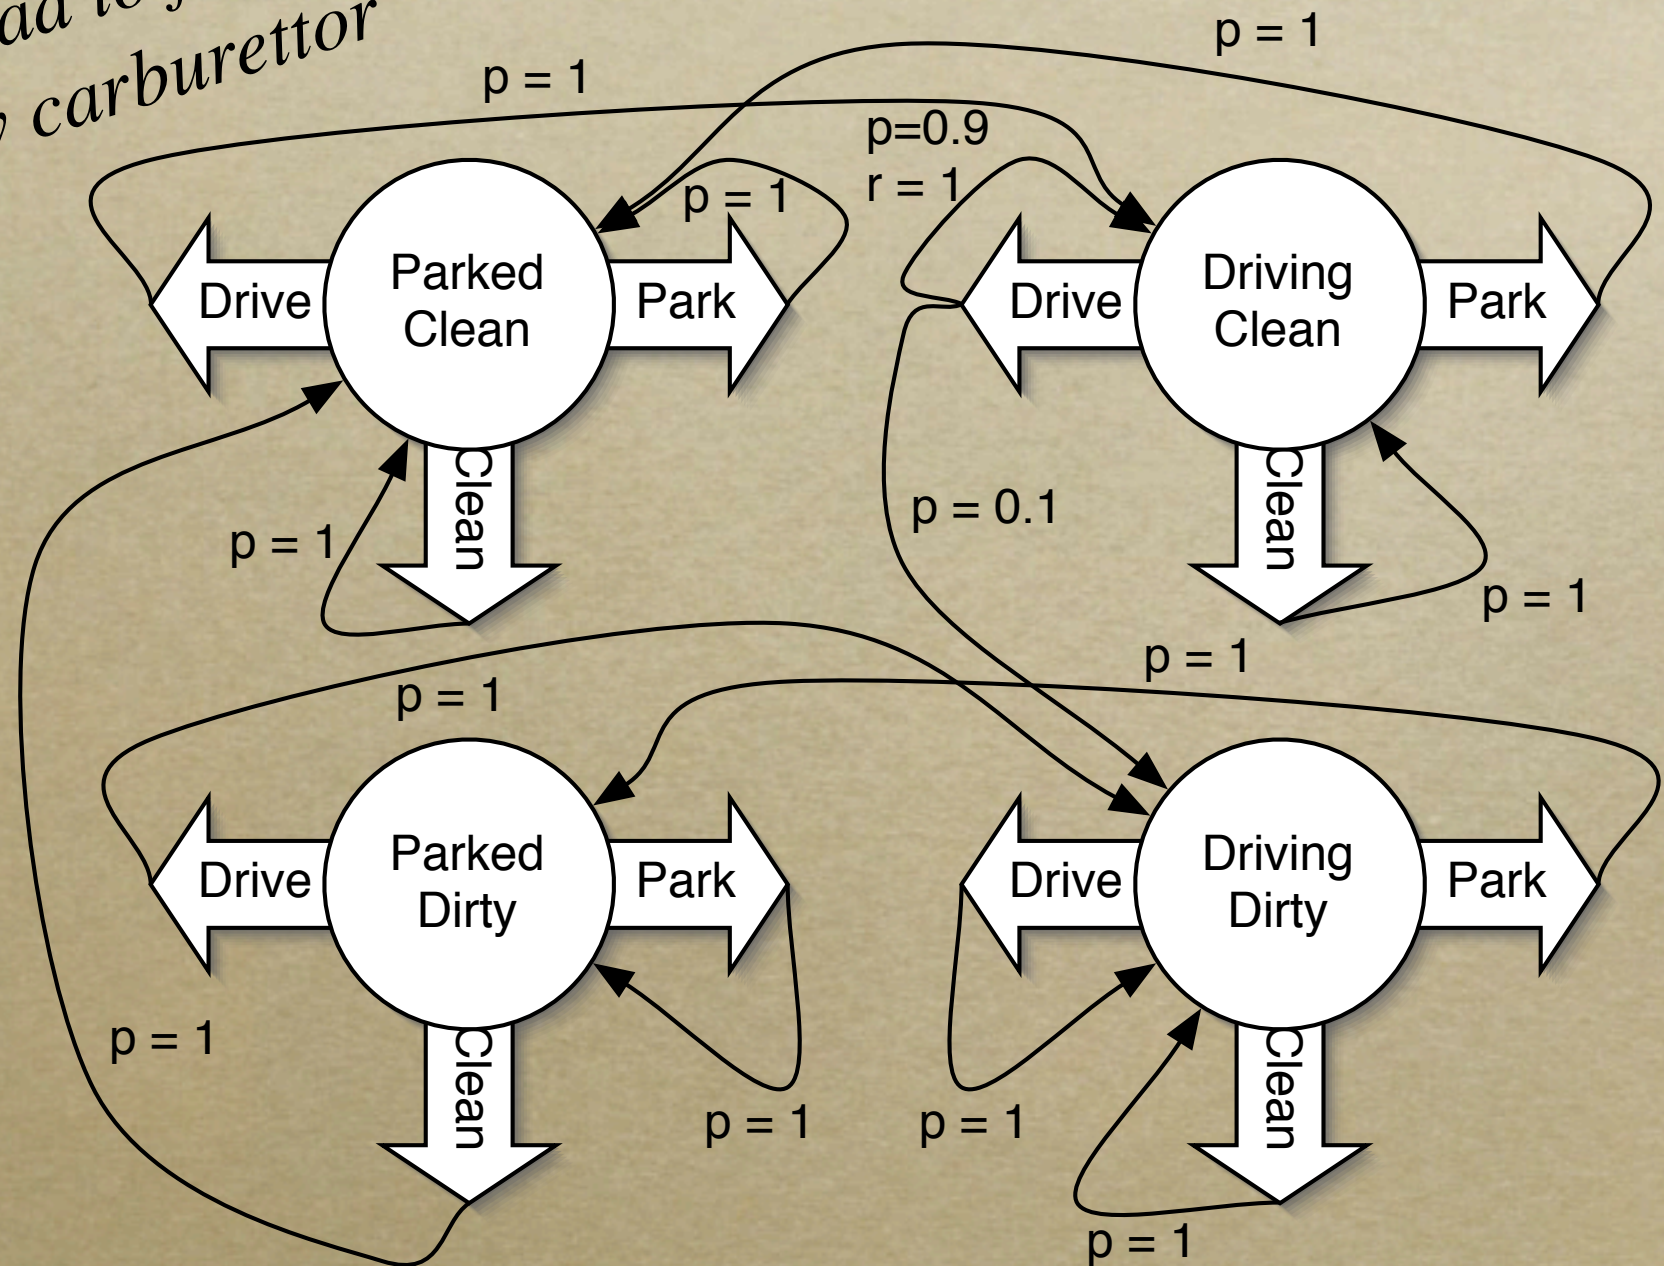 carburettor
p = 1
p = 1
p=0.9
r = 1
p = 1
Drive
Parked
Clean
Park
Drive
Driving
Clean
Park
Clean
p = 1
p = 0.1
Clean
p = 1
p = 1
p = 1
Drive
Parked
Dirty
Park
Drive
Driving
Dirty
Park
p = 1
Clean
p = 1
p = 1
Clean
p = 1